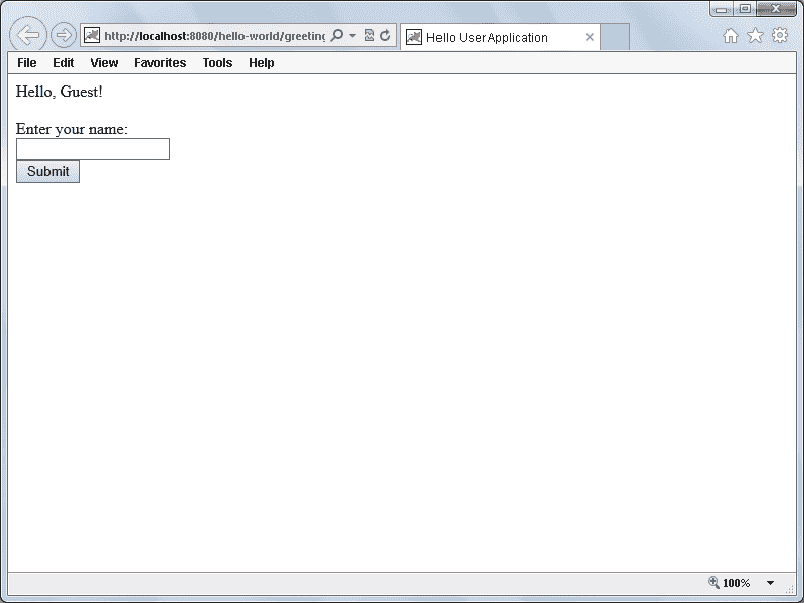 http://localhost:8080/hello-world/greeting
Hello User Application
File Edit View Favorites Tools Help
Hello, Guest!
Enter your name:
Submit
100%